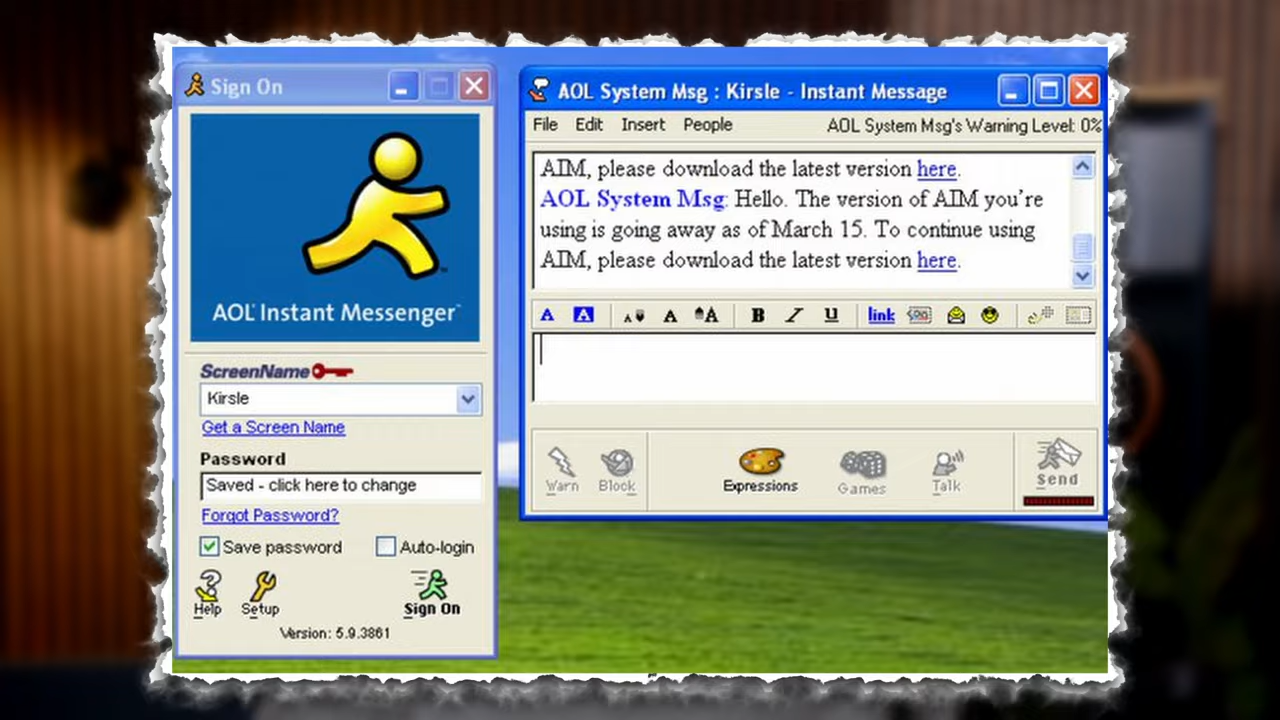 Sign On
AOL Instant Messenger
ScreenName
Kirsle
Get a Screen Name
Password
Saved - click here to change
Forgot Password?
Save password
Auto-login
Help
Setup
Sign On
Version: 5.9.3861
AOL System Msg : Kirsle - Instant Message
File Edit Insert People
AOL System Msg's Warning Level: 0%
AIM, please download the latest version here.
AOL System Msg: Hello. The version of AIM you’re
using is going away as of March 15. To continue using
AIM, please download the latest version here.
A A A A A B I U link
Warn
Block
Expressions
Games
Talk
Send